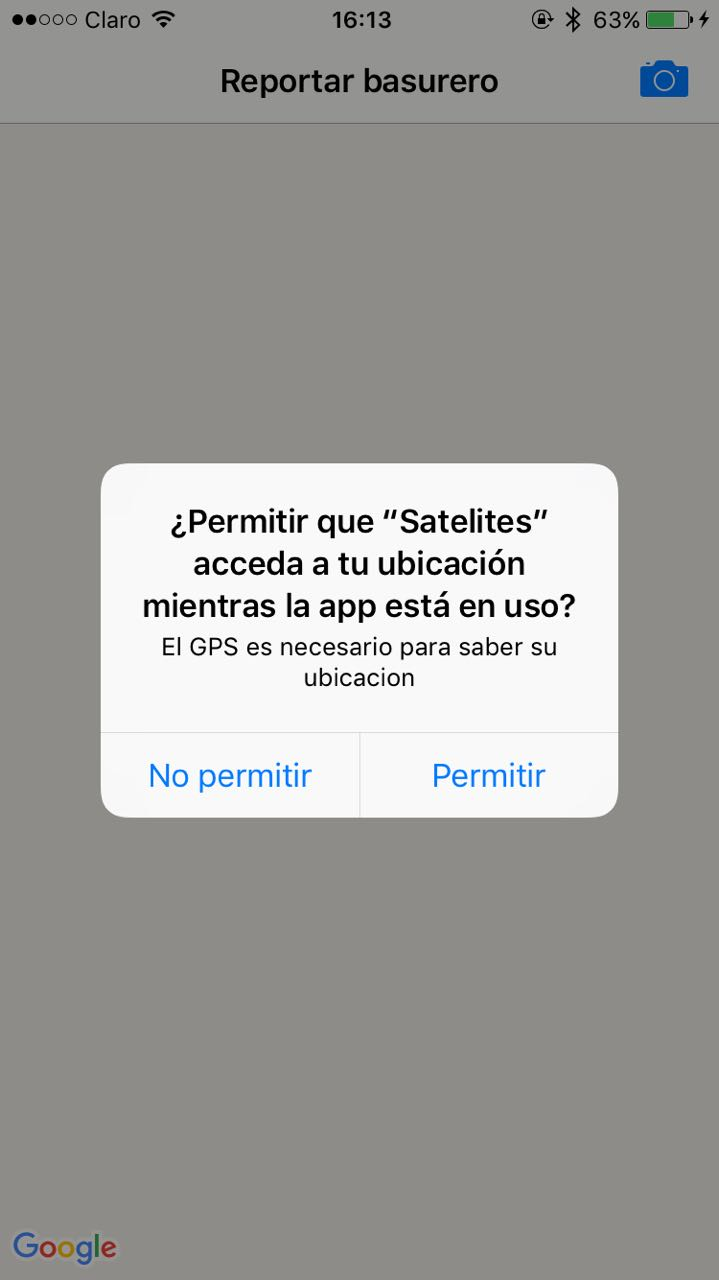 Claro 16:13 63%
Reportar basurero
¿Permitir que “Satelites”
acceda a tu ubicación
mientras la app está en uso?
El GPS es necesario para saber su
ubicacion
No permitir Permitir
Google